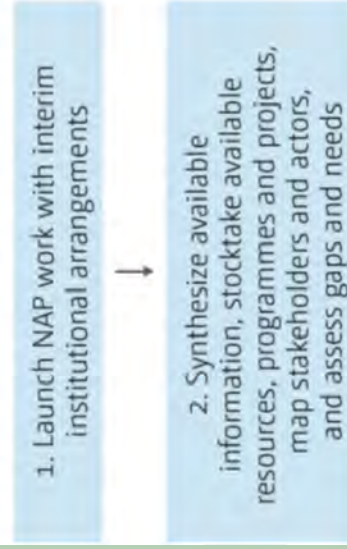 1. Launch NAP work with interim
institutional arrangements
2. Synthesize available
information, stocktake available
resources, programmes and projects,
map stakeholders and actors,
and assess gaps and needs